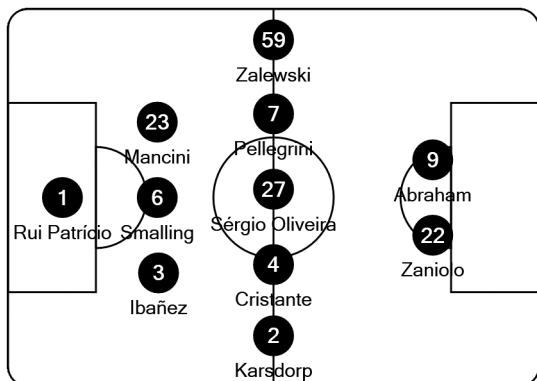 59
Zalewski
7
Pellegrini
23
Mancini
9
Abraham
1
Rui Patrício
6
Smalling
27
Sérgio Oliveira
22
Zaniolo
3
Ibañez
4
Cristante
2
Karsdorp